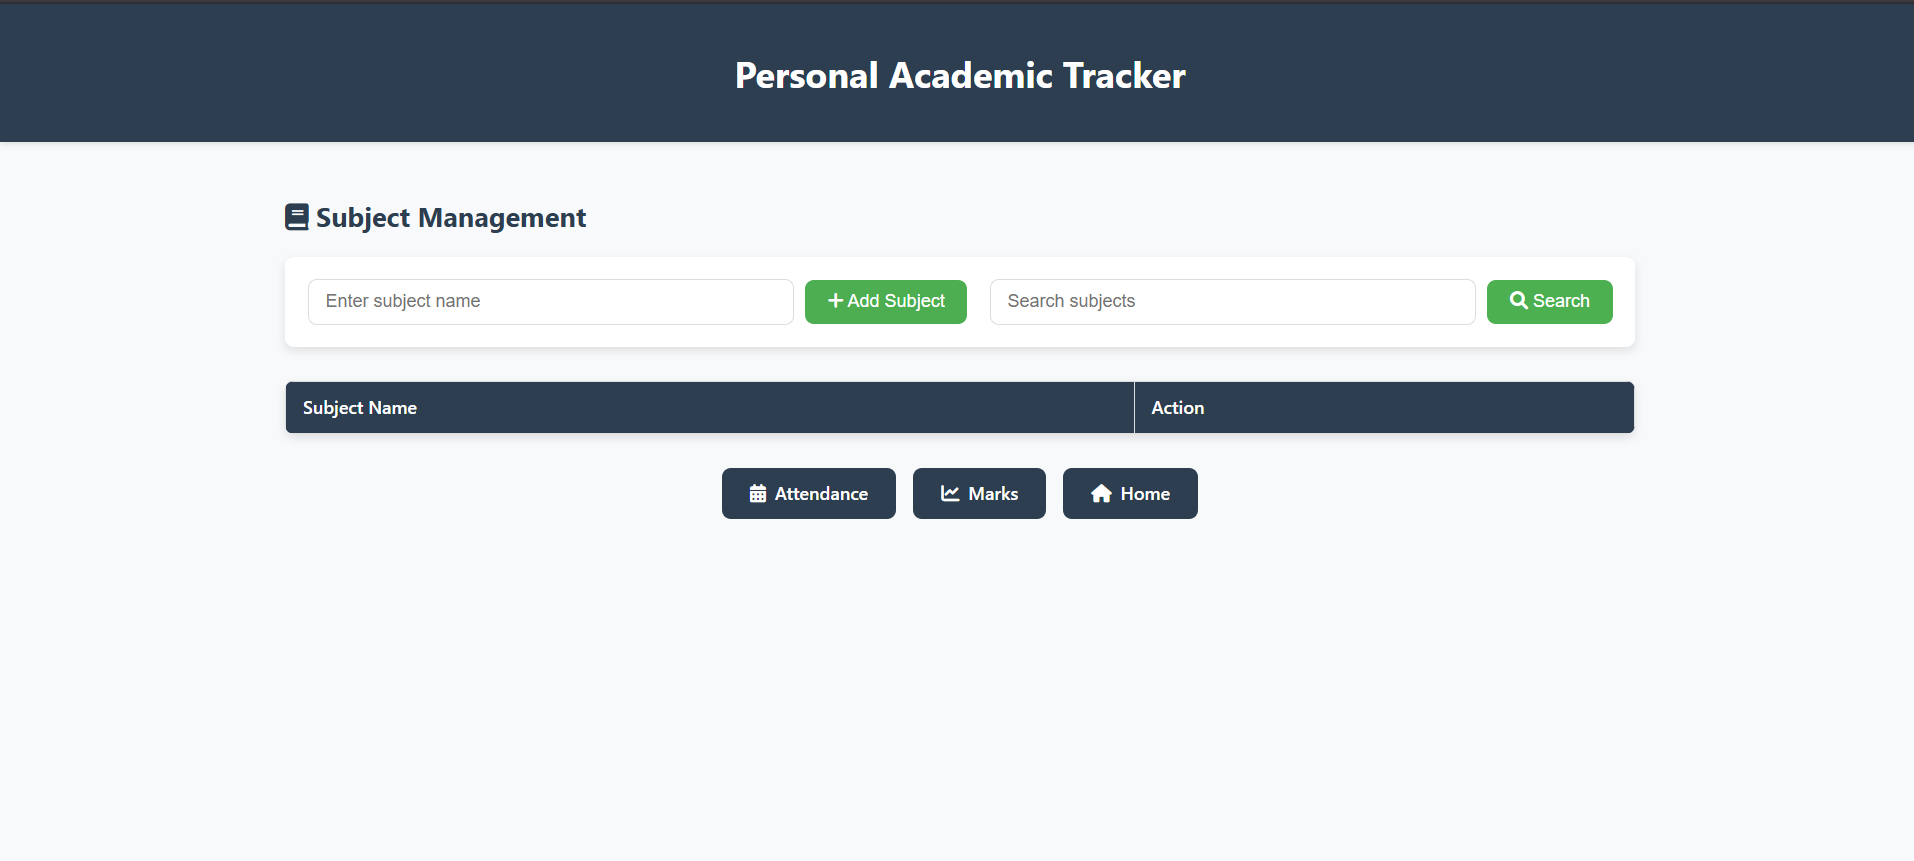 Personal Academic Tracker
Subject Management
Enter subject name
Add Subject
Search subjects
Search
Subject Name
Action
Attendance
Marks
Home